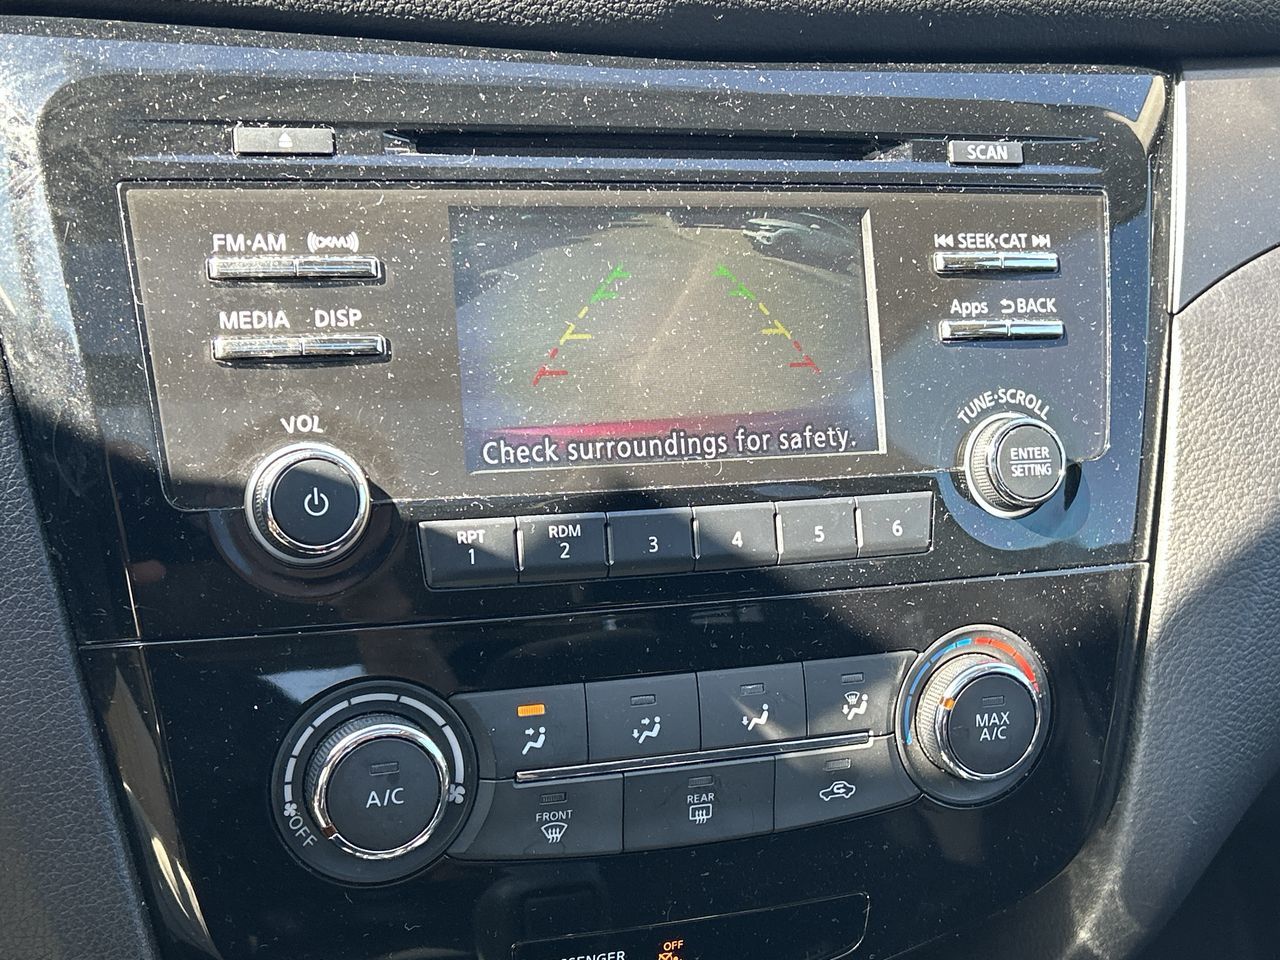 SCAN
FM·AM
((XM))
SEEK·CAT
MEDIA
DISP
Apps
BACK
VOL
TUNE·SCROLL
ENTER
SETTING
Check surroundings for safety.
RPT
1
RDM
2
3
4
5
6
A/C
OFF
MAX
A/C
FRONT
REAR
OFF